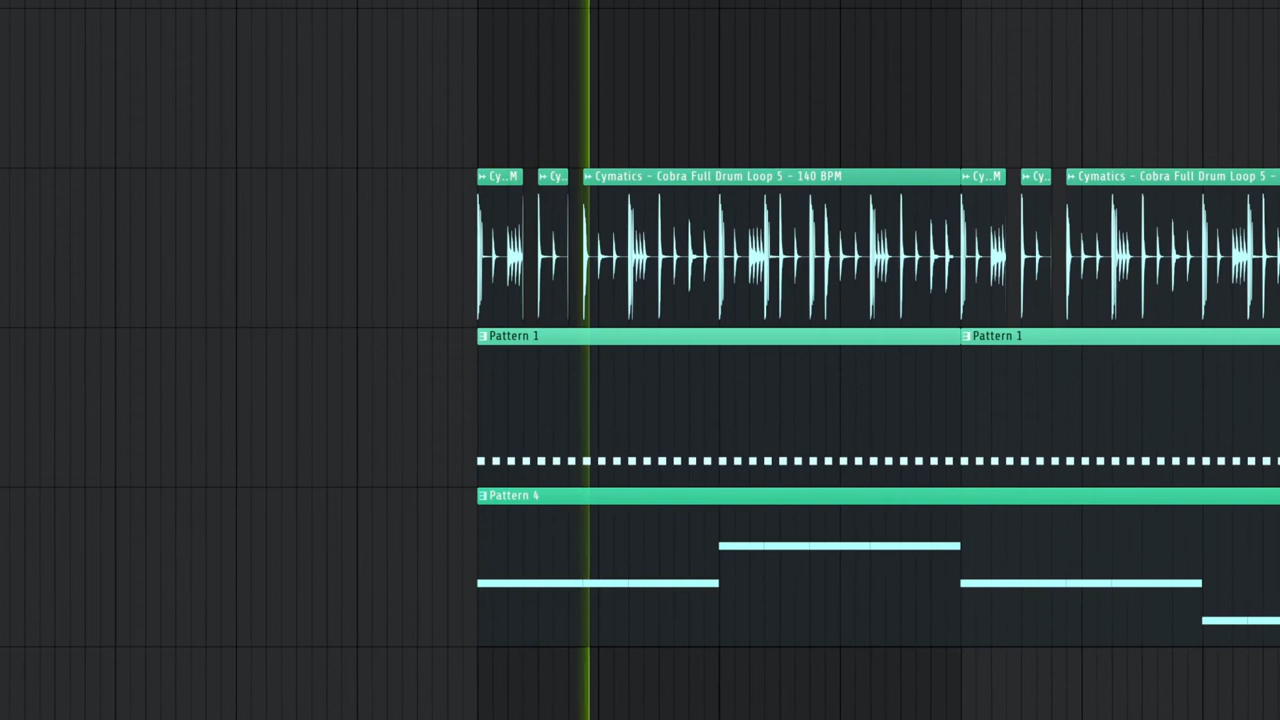 Cy..M
Cy..
Cymatics - Cobra Full Drum Loop 5 - 140 BPM
Cy..M
Cy..
Cymatics - Cobra Full Drum Loop 5 -
Pattern 1
Pattern 1
Pattern 4